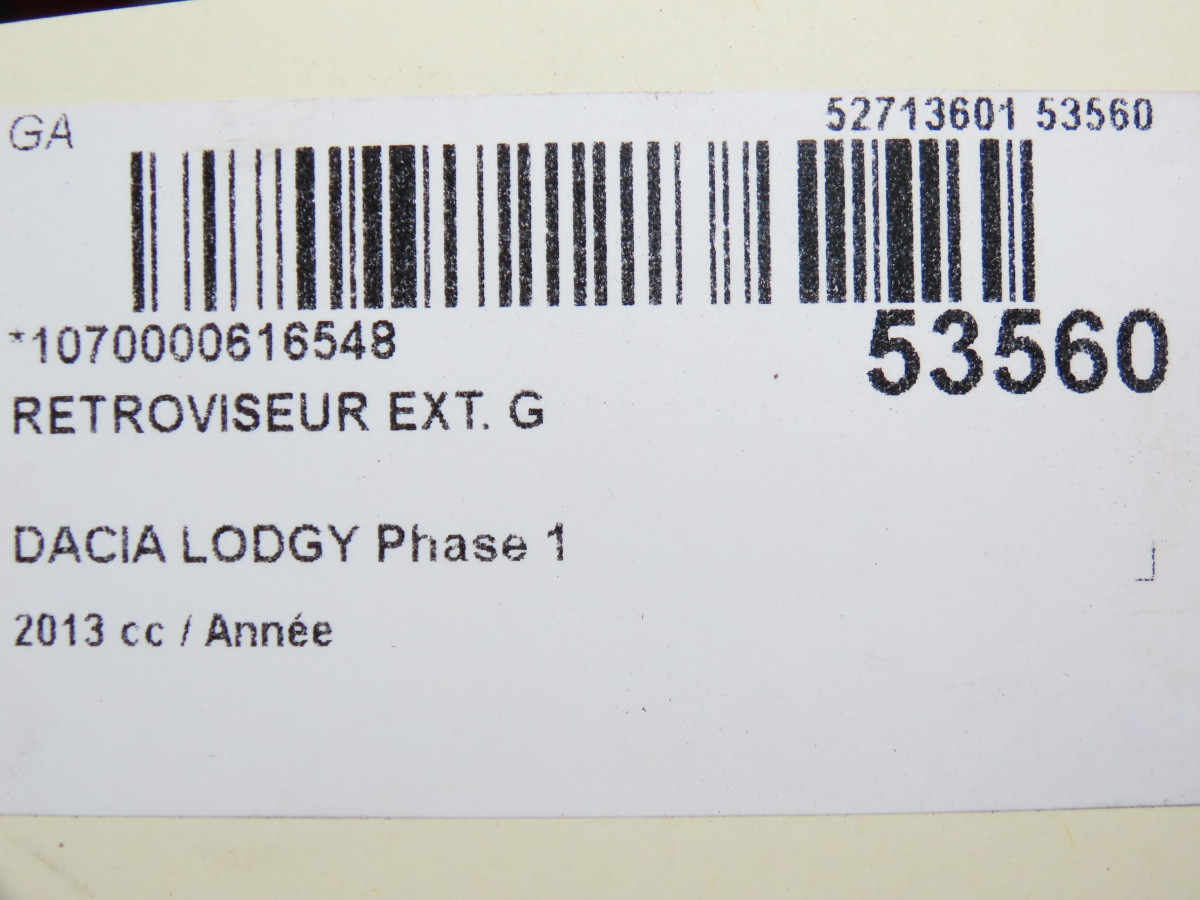 GA
52713601 53560
*1070000616548
53560
RETROVISEUR EXT. G
DACIA LODGY Phase 1
2013 cc / Année